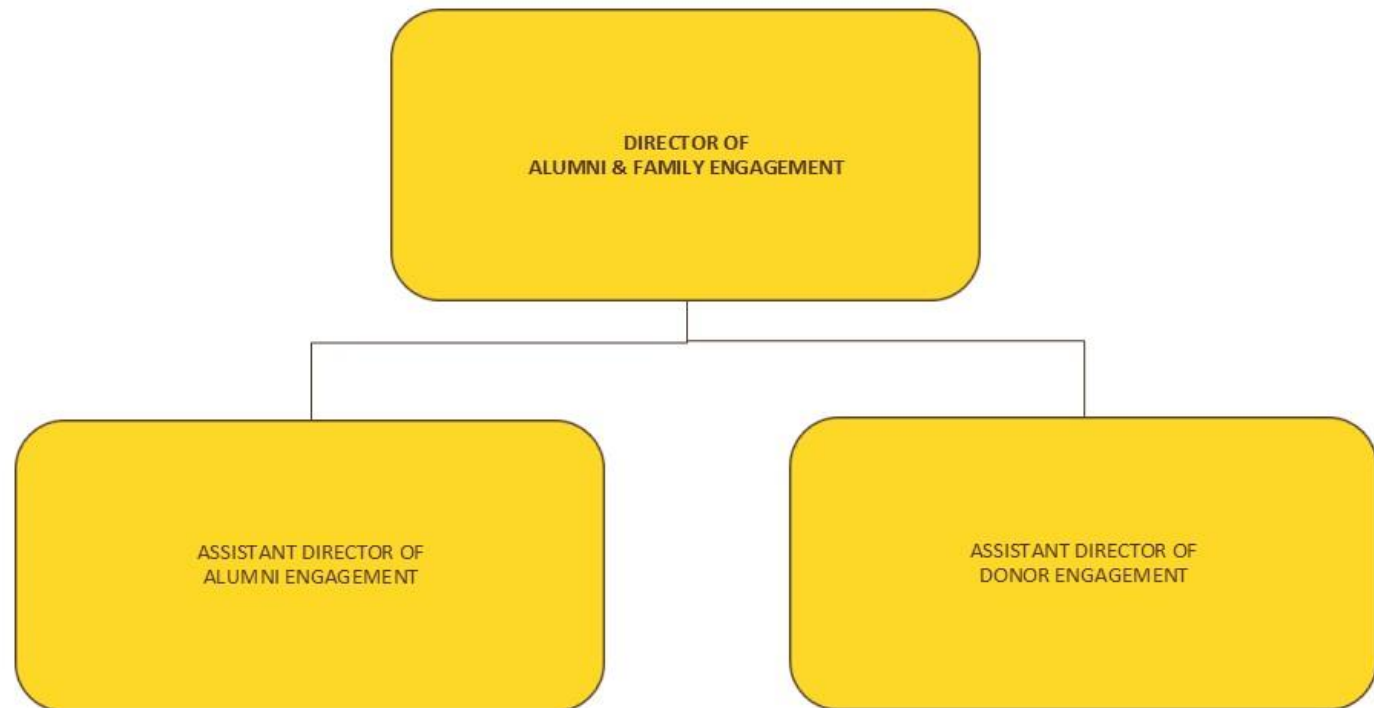 DIRECTOR OF
ALUMNI & FAMILY ENGAGEMENT
ASSISTANT DIRECTOR OF
ALUMNI ENGAGEMENT
ASSISTANT DIRECTOR OF
DONOR ENGAGEMENT